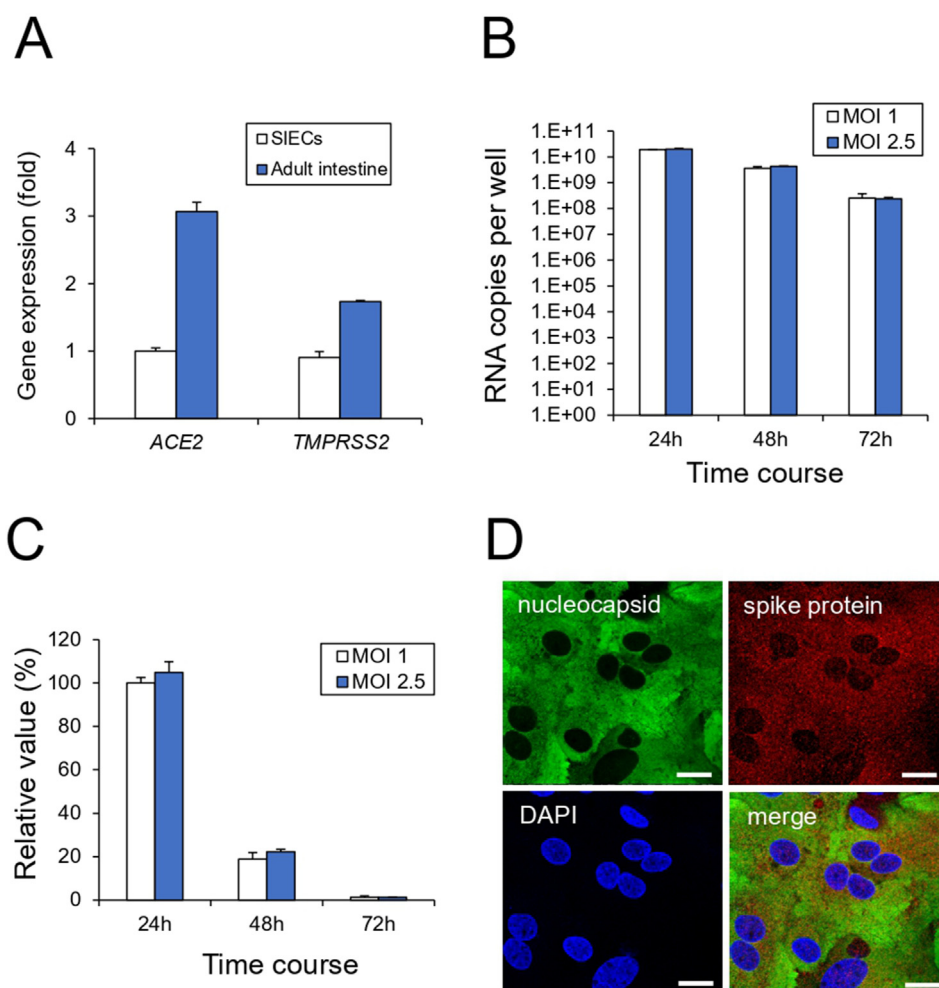 A
SIECs
Adult intestine
Gene expression (fold)
4
3
2
1
0
ACE2
TMPRSS2
B
MOI 1
MOI 2.5
RNA copies per well
1.E+11
1.E+10
1.E+09
1.E+08
1.E+07
1.E+06
1.E+05
1.E+04
1.E+03
1.E+02
1.E+01
1.E+00
24h
48h
72h
Time course
C
MOI 1
MOI 2.5
Relative value (%)
120
100
80
60
40
20
0
24h
48h
72h
Time course
D
nucleocapsid
spike protein
DAPI
merge